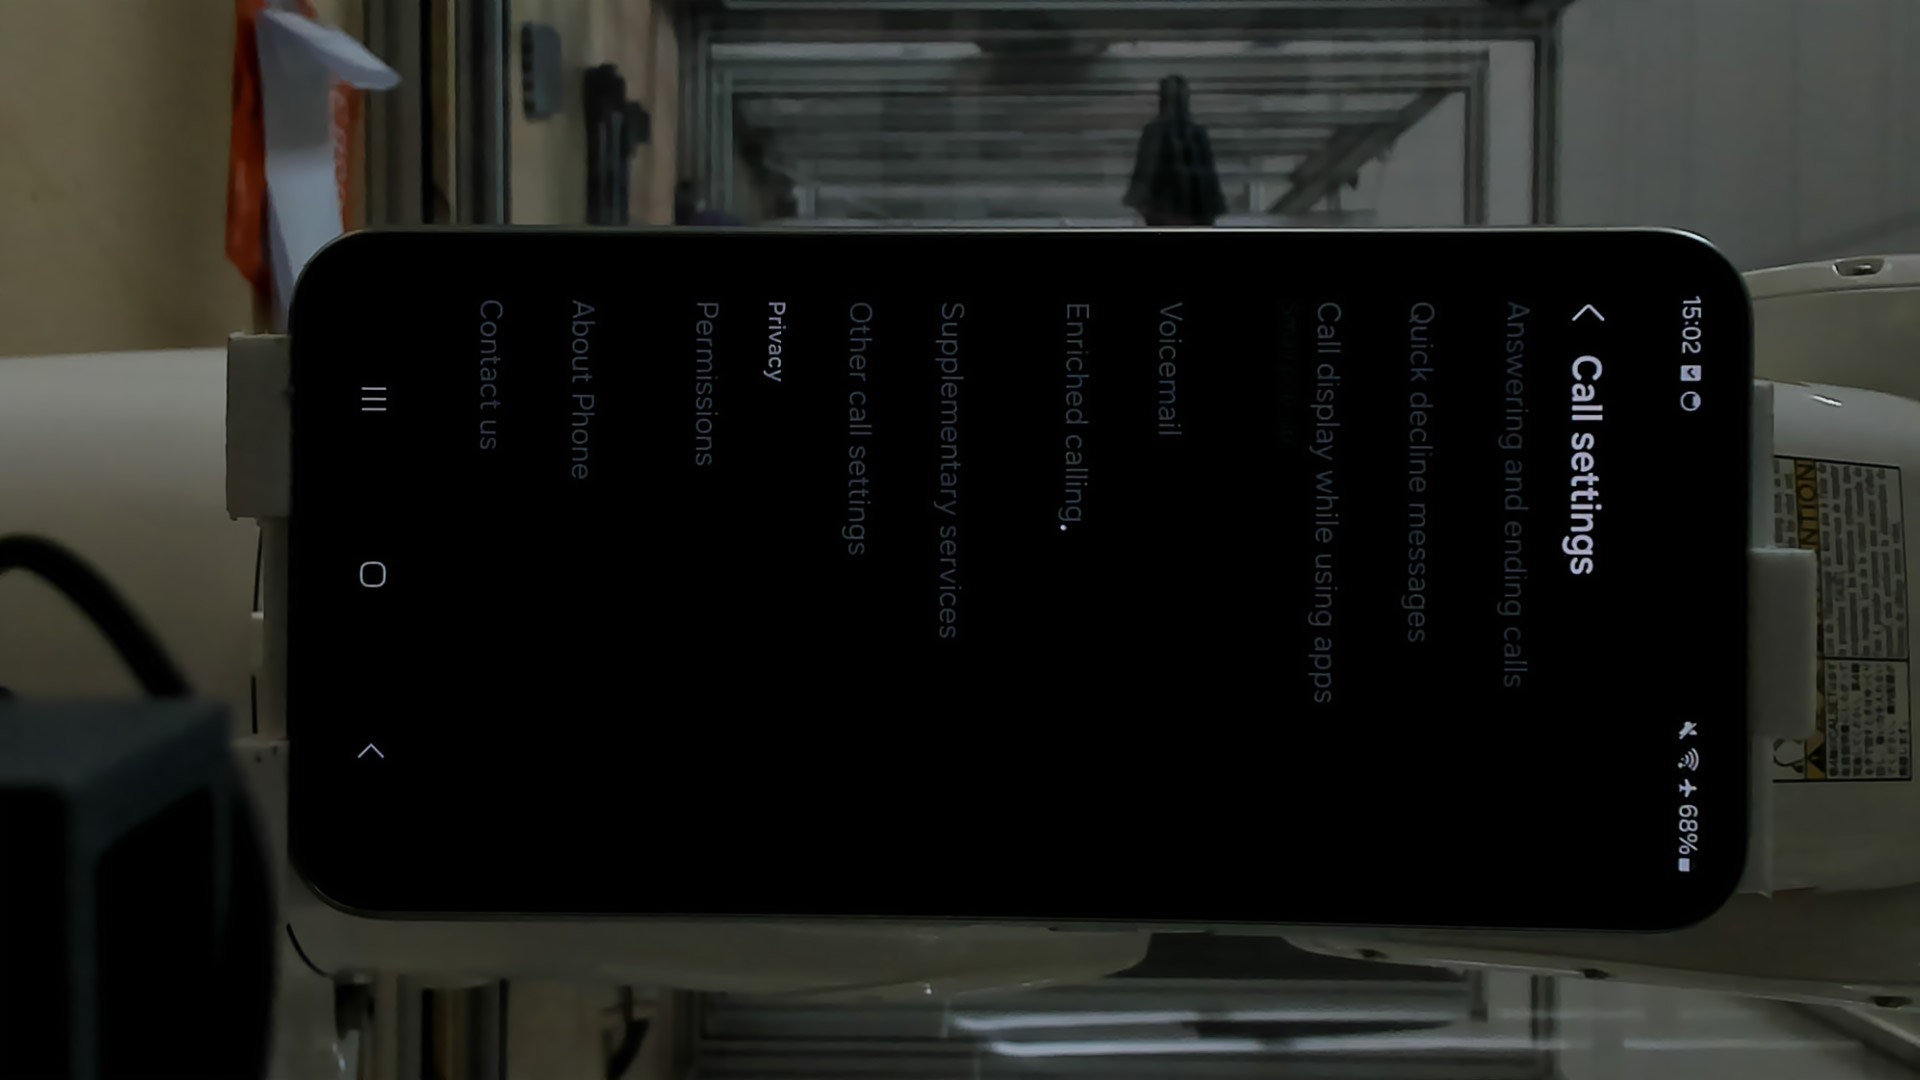 15:02
68%
Call settings
Answering and ending calls
Quick decline messages
Call display while using apps
Voicemail
Enriched calling.
Supplementary services
Other call settings
Privacy
Permissions
About Phone
Contact us